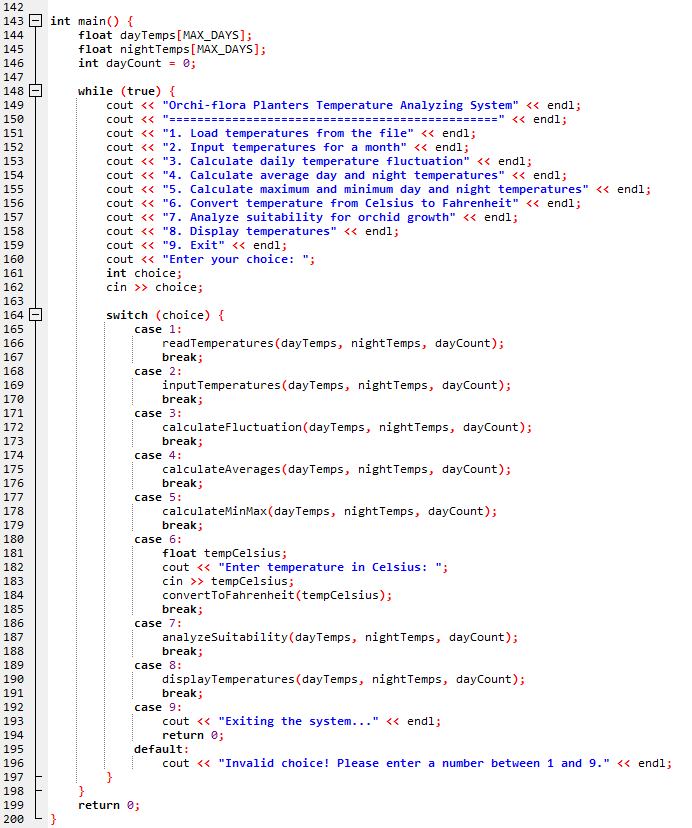 142
143 int main() {
144 float dayTemps[MAX_DAYS];
145 float nightTemps[MAX_DAYS];
146 int dayCount = 0;
147
148 while (true) {
149 cout << "Orchi-flora Planters Temperature Analyzing System" << endl;
150 cout << "===============================================" << endl;
151 cout << "1. Load temperatures from the file" << endl;
152 cout << "2. Input temperatures for a month" << endl;
153 cout << "3. Calculate daily temperature fluctuation" << endl;
154 cout << "4. Calculate average day and night temperatures" << endl;
155 cout << "5. Calculate maximum and minimum day and night temperatures" << endl;
156 cout << "6. Convert temperature from Celsius to Fahrenheit" << endl;
157 cout << "7. Analyze suitability for orchid growth" << endl;
158 cout << "8. Display temperatures" << endl;
159 cout << "9. Exit" << endl;
160 cout << "Enter your choice: ";
161 int choice;
162 cin >> choice;
163
164 switch (choice) {
165 case 1:
166 readTemperatures(dayTemps, nightTemps, dayCount);
167 break;
168 case 2:
169 inputTemperatures(dayTemps, nightTemps, dayCount);
170 break;
171 case 3:
172 calculateFluctuation(dayTemps, nightTemps, dayCount);
173 break;
174 case 4:
175 calculateAverages(dayTemps, nightTemps, dayCount);
176 break;
177 case 5:
178 calculateMinMax(dayTemps, nightTemps, dayCount);
179 break;
180 case 6:
181 float tempCelsius;
182 cout << "Enter temperature in Celsius: ";
183 cin >> tempCelsius;
184 convertToFahrenheit(tempCelsius);
185 break;
186 case 7:
187 analyzeSuitability(dayTemps, nightTemps, dayCount);
188 break;
189 case 8:
190 displayTemperatures(dayTemps, nightTemps, dayCount);
191 break;
192 case 9:
193 cout << "Exiting the system..." << endl;
194 return 0;
195 default:
196 cout << "Invalid choice! Please enter a number between 1 and 9." << endl;
197 }
198 }
199 return 0;
200 }